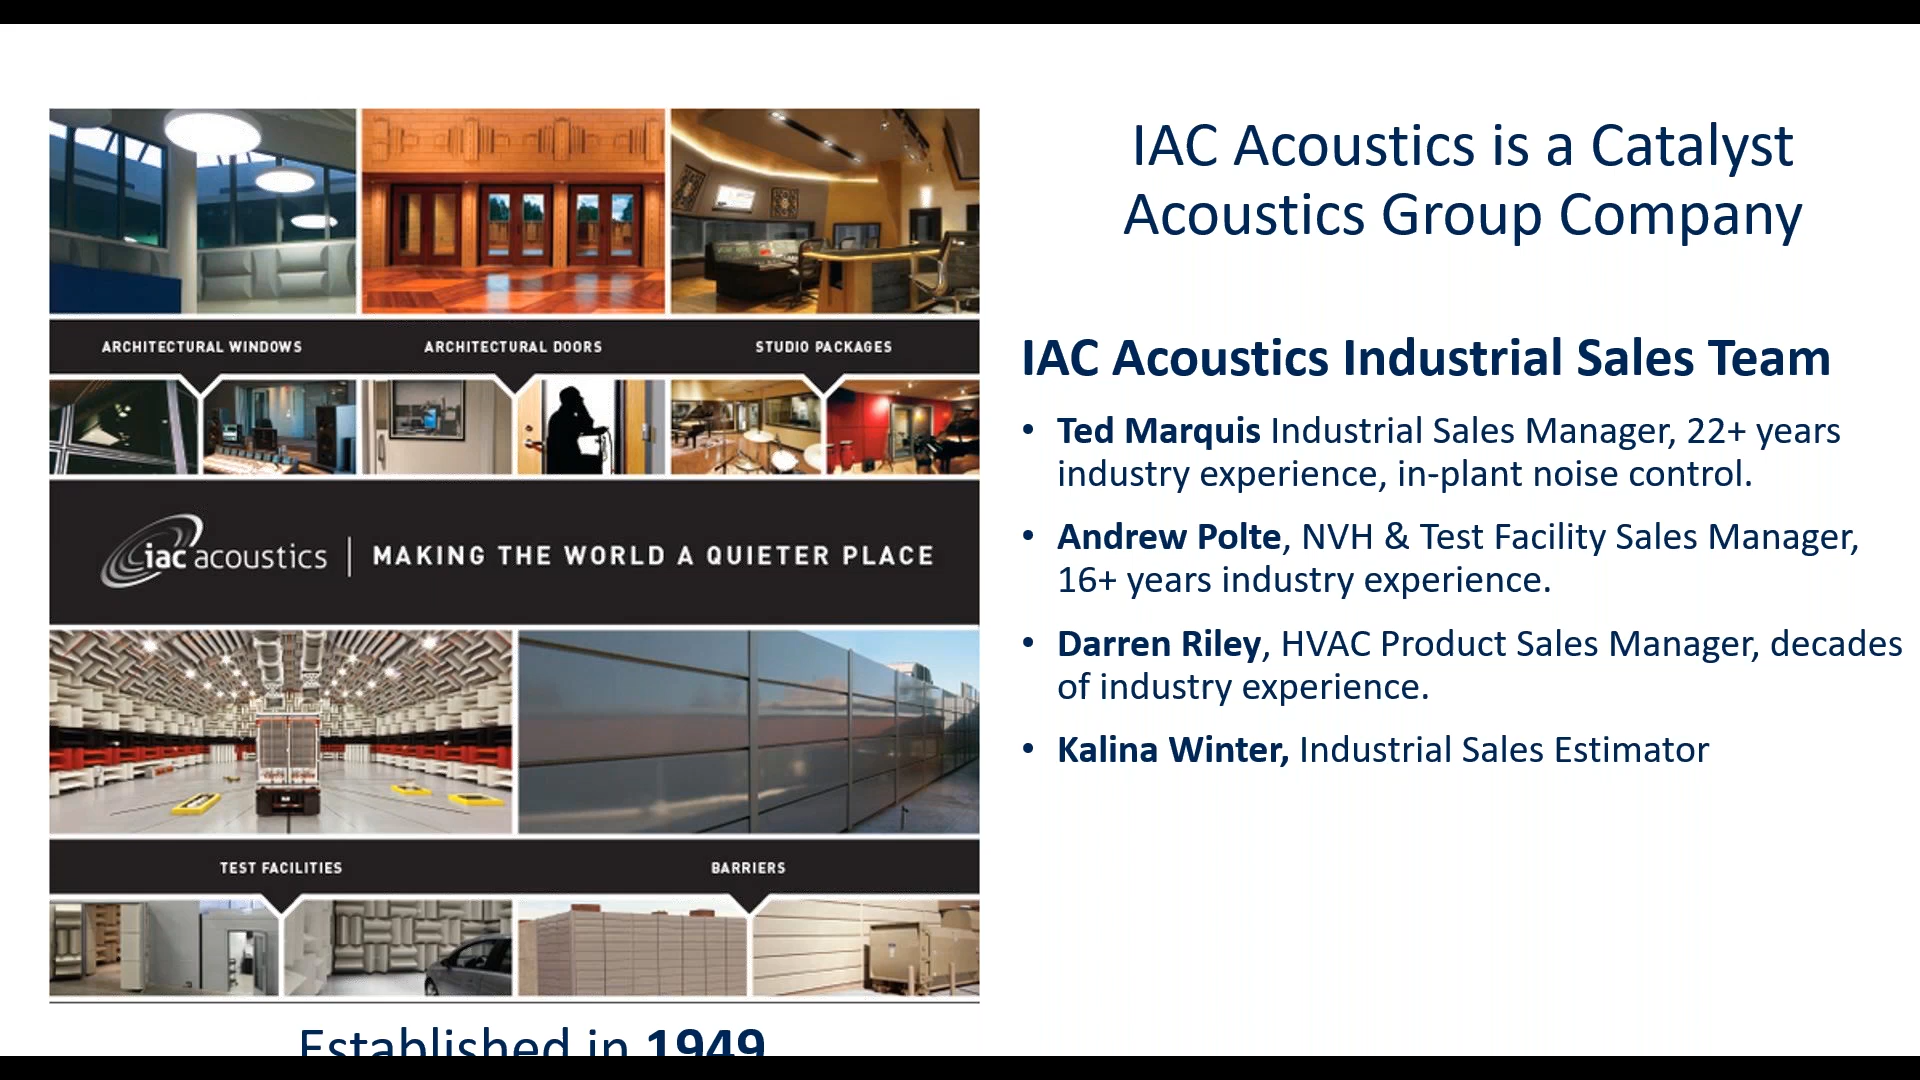 IAC Acoustics is a Catalyst
Acoustics Group Company
ARCHITECTURAL WINDOWS
ARCHITECTURAL DOORS
STUDIO PACKAGES
iac acoustics | MAKING THE WORLD A QUIETER PLACE
TEST FACILITIES
BARRIERS
Established in 1949
IAC Acoustics Industrial Sales Team
• Ted Marquis Industrial Sales Manager, 22+ years
industry experience, in-plant noise control.
• Andrew Polte, NVH & Test Facility Sales Manager,
16+ years industry experience.
• Darren Riley, HVAC Product Sales Manager, decades
of industry experience.
• Kalina Winter, Industrial Sales Estimator